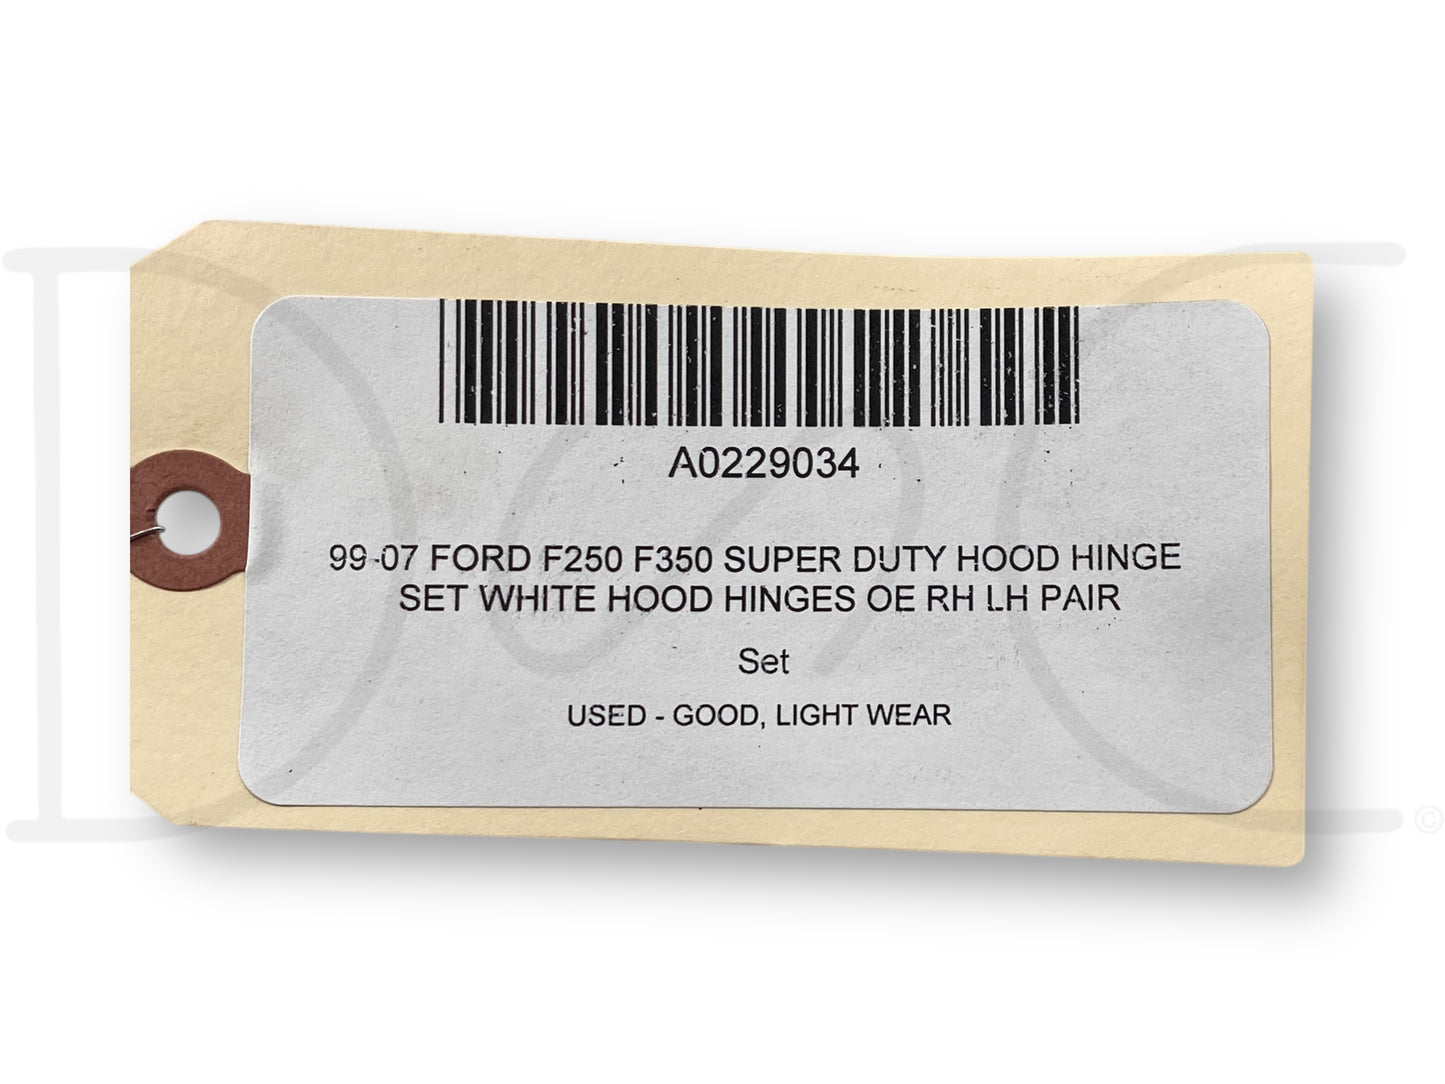 A0229034
99-07 FORD F250 F350 SUPER DUTY HOOD HINGE
SET WHITE HOOD HINGES OE RH LH PAIR
Set
USED - GOOD, LIGHT WEAR
©